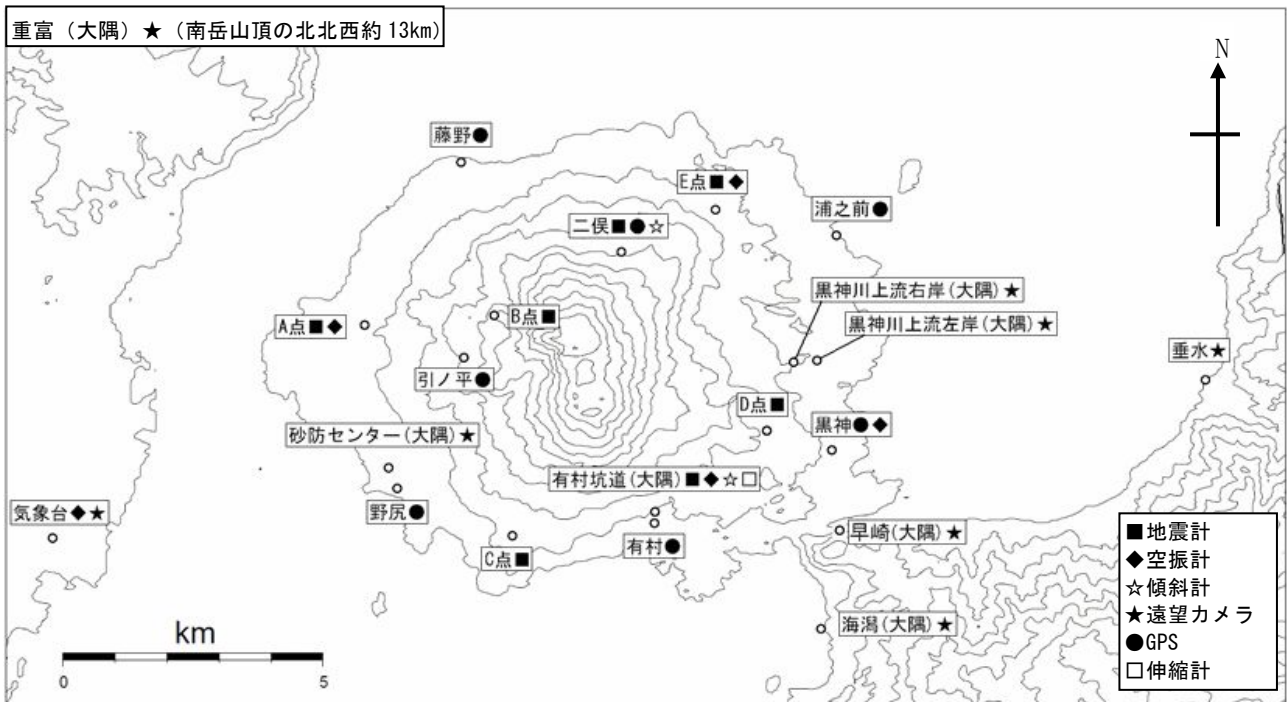 重富（大隅）★（南岳山頂の北北西約13km）
N
藤野●
E点■◆
浦之前●
二俣■●☆
黒神川上流右岸(大隅)★
B点■
A点■◆
黒神川上流左岸(大隅)★
垂水★
引ノ平●
D点■
黒神●◆
砂防センター(大隅)★
有村坑道(大隅)■◆☆□
気象台◆★
野尻●
早崎(大隅)★
有村●
C点■
海潟(大隅)★
km
0 5
■地震計
◆空振計
☆傾斜計
★遠望カメラ
●GPS
□伸縮計